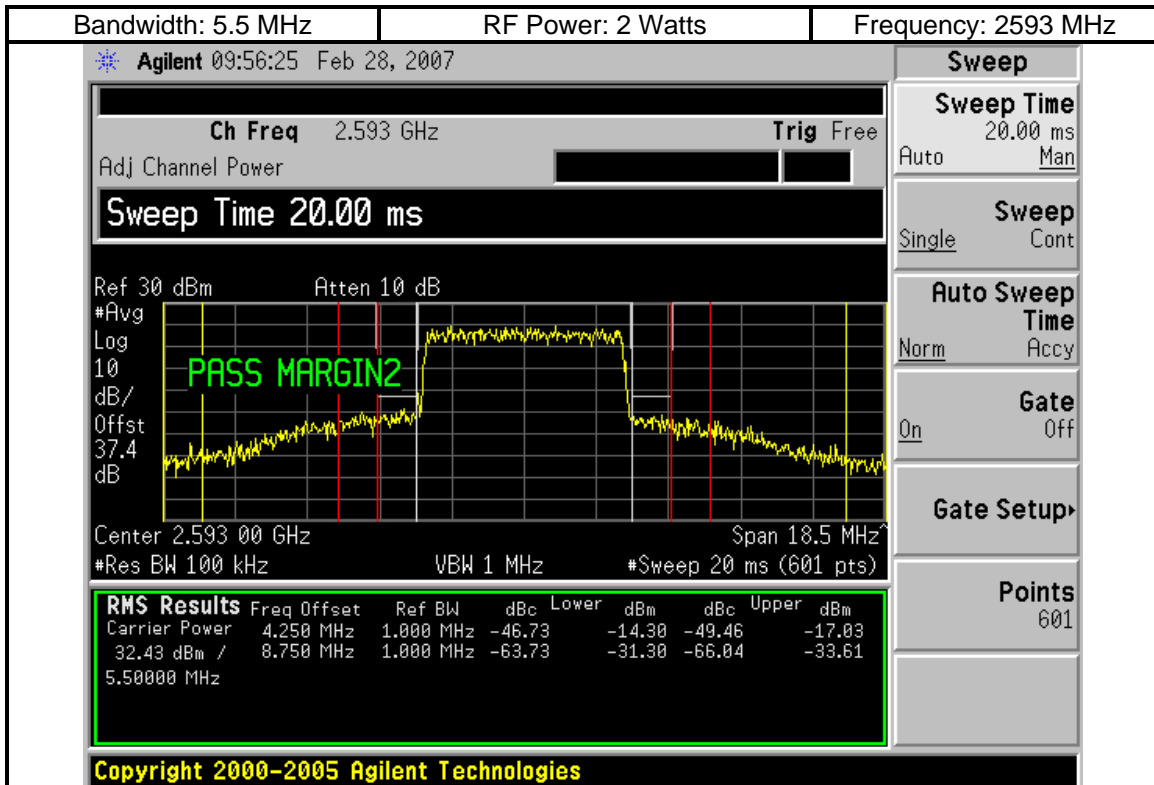 Bandwidth: 5.5 MHz RF Power: 2 Watts Frequency: 2593 MHz
Agilent 09:56:25 Feb 28, 2007 Sweep
Ch Freq 2.593 GHz Trig Free
Adj Channel Power
Sweep Time 20.00 ms
Ref 30 dBm Atten 10 dB
#Avg
Log
10
dB/
Offst
37.4
dB
PASS MARGIN2
Center 2.593 00 GHz Span 18.5 MHz^
#Res BW 100 kHz VBW 1 MHz #Sweep 20 ms (601 pts)
RMS Results Freq Offset Ref BW dBc Lower dBm dBc Upper dBm
Carrier Power 4.250 MHz 1.000 MHz -46.73 -14.30 -49.46 -17.03
32.43 dBm / 8.750 MHz 1.000 MHz -63.73 -31.30 -66.04 -33.61
5.50000 MHz
Sweep Time
20.00 ms
Auto Man
Sweep
Single Cont
Auto Sweep
Time
Norm Accy
Gate
On Off
Gate Setup▸
Points
601
Copyright 2000-2005 Agilent Technologies